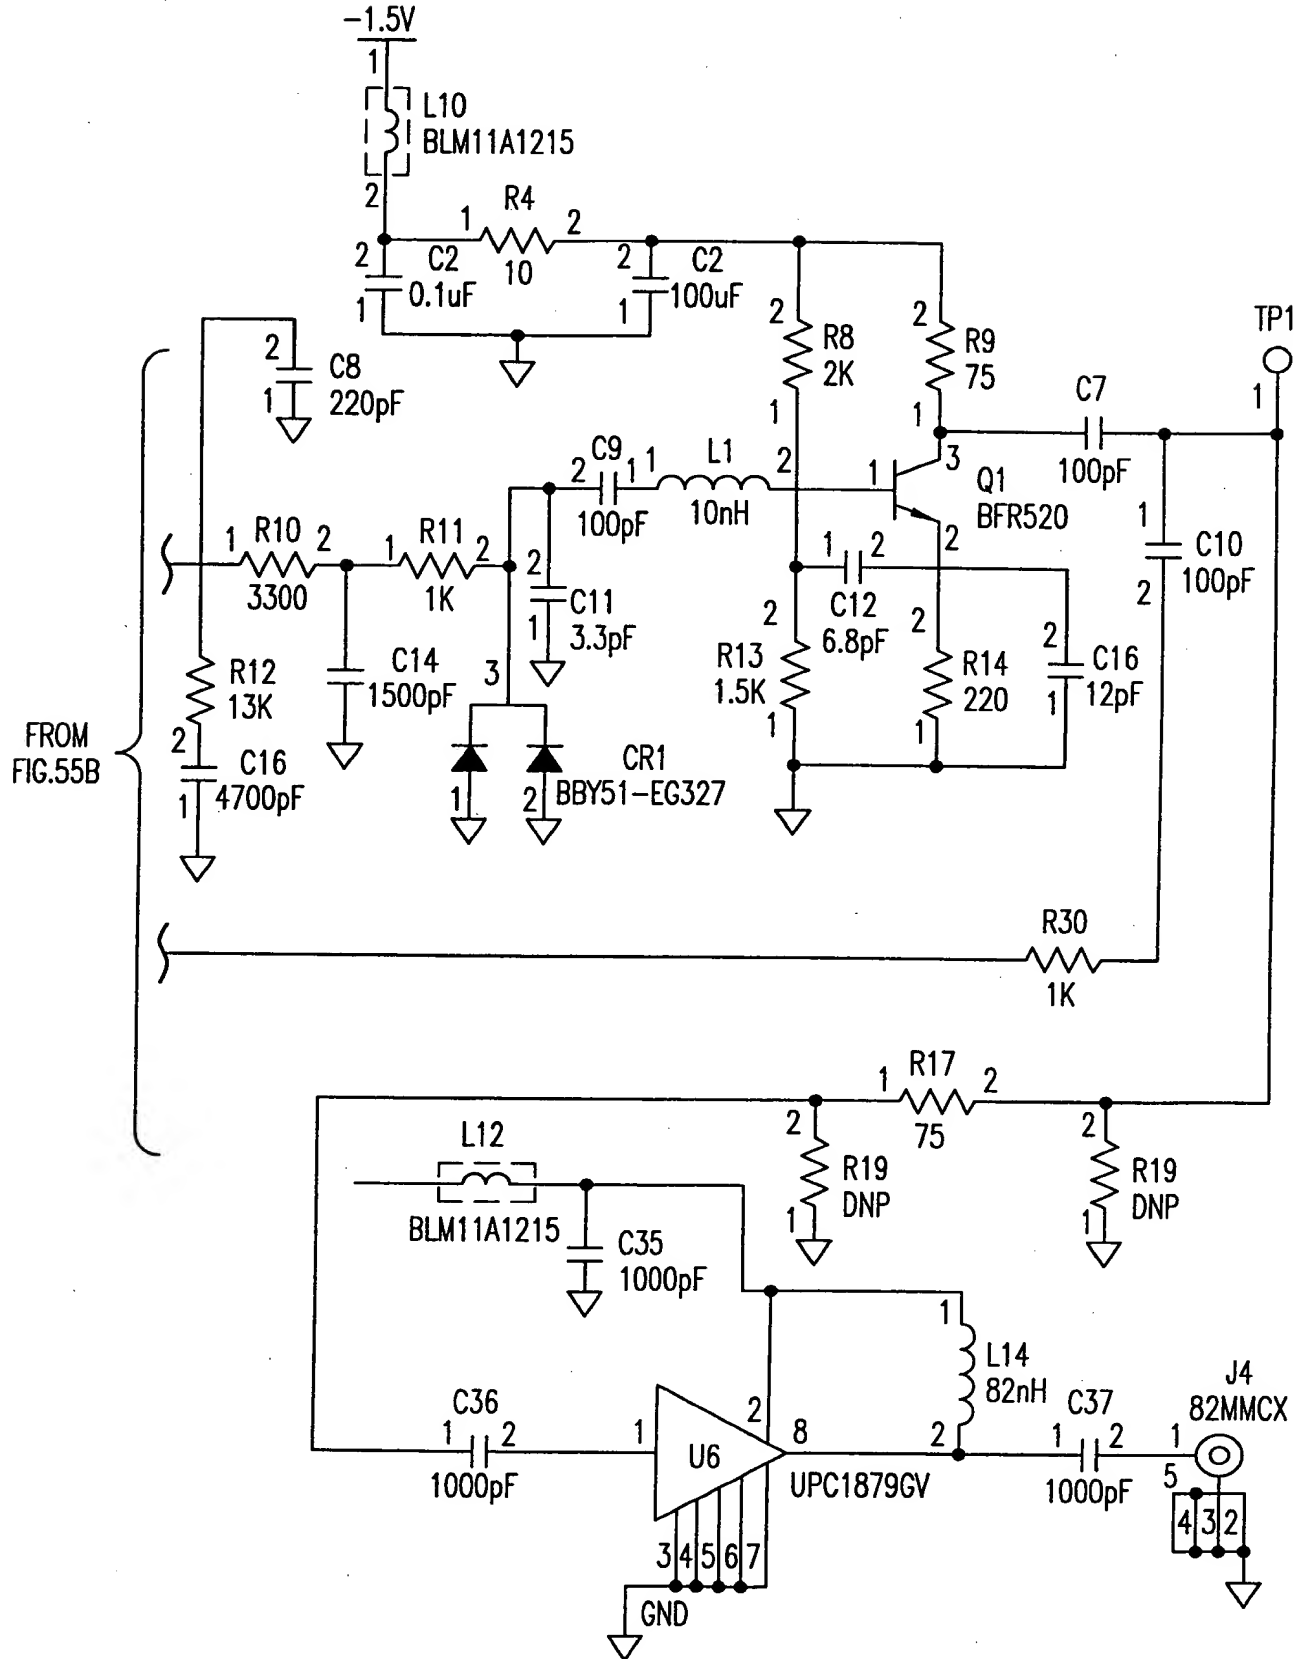 -1.5V
1
L10
BLM11A1215
2
R4
1
2
10
2
C2
0.1uF
1
2
C2
100uF
1
2
C8
220pF
1
2
R8
2K
1
2
R9
75
1
TP1
1
C7
100pF
C9
2
1
100pF
1
L1
2
10nH
1
3
Q1
BFR520
2
1
C10
100pF
2
R10
1
2
3300
R11
1
2
1K
2
C11
3.3pF
1
1
2
C12
6.8pF
2
R13
1.5K
1
2
R14
220
1
2
C16
12pF
1
C14
1500pF
R12
13K
2
C16
4700pF
1
3
CR1
BBY51-EG327
1
2
FROM
FIG.55B
R30
1K
R17
1
2
75
2
R19
DNP
1
2
R19
DNP
1
L12
BLM11A1215
C35
1000pF
1
L14
82nH
2
C36
1
2
1000pF
1
2
U6
8
UPC1879GV
3
4
5
6
7
GND
C37
1
2
1000pF
J4
82MMCX
1
5
4
3
2